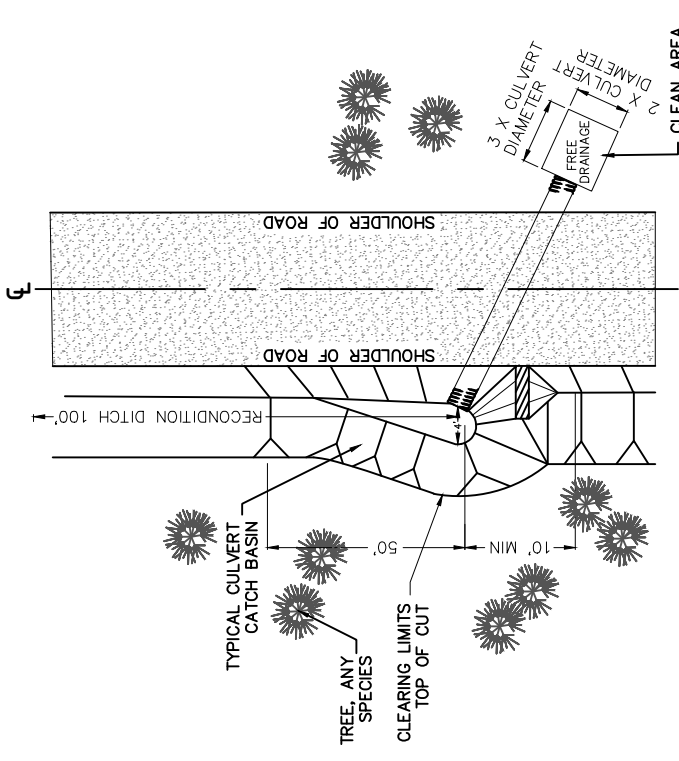 ℄
SHOULDER OF ROAD
SHOULDER OF ROAD
RECONDITION DITCH 100'
3 X CULVERT
DIAMETER
2 X CULVERT
DIAMETER
FREE
DRAINAGE
CLEAN AREA
4'
50'
10' MIN
TYPICAL CULVERT
CATCH BASIN
TREE, ANY
SPECIES
CLEARING LIMITS
TOP OF CUT